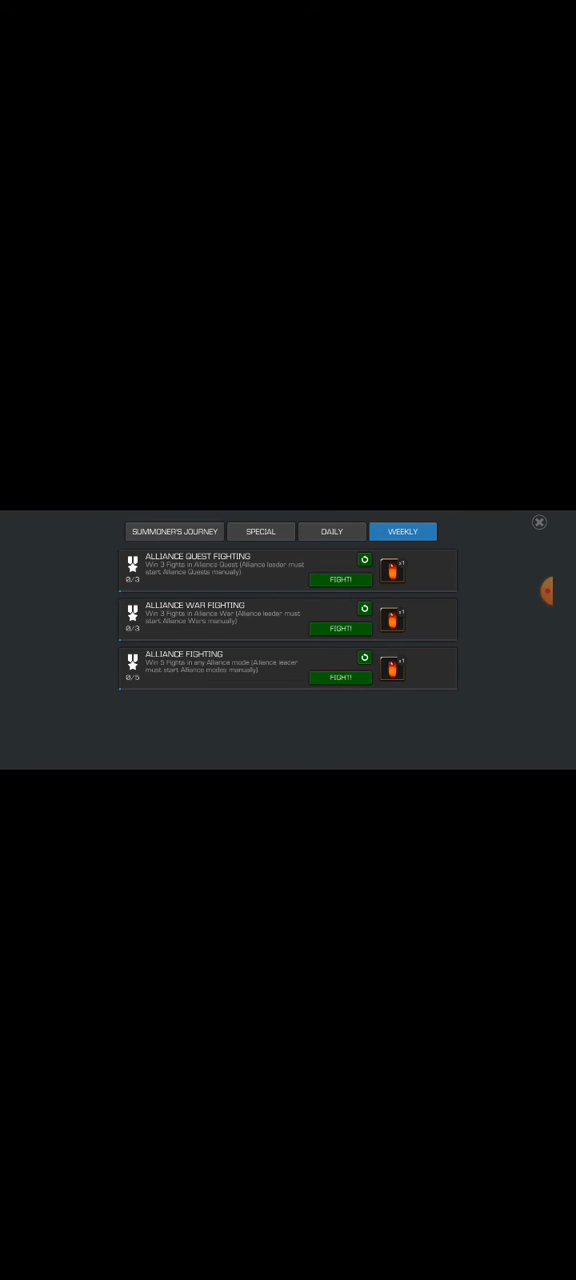 SUMMONER'S JOURNEY
SPECIAL
DAILY
WEEKLY
ALLIANCE QUEST FIGHTING
Win 3 Fights in Alliance Quest (Alliance leader must
start Alliance Quests manually)
0/3
FIGHT!
x1
ALLIANCE WAR FIGHTING
Win 3 Fights in Alliance War (Alliance leader must
start Alliance Wars manually)
0/3
FIGHT!
x1
ALLIANCE FIGHTING
Win 5 Fights in any Alliance mode (Alliance leader
must start Alliance modes manually)
0/5
FIGHT!
x1